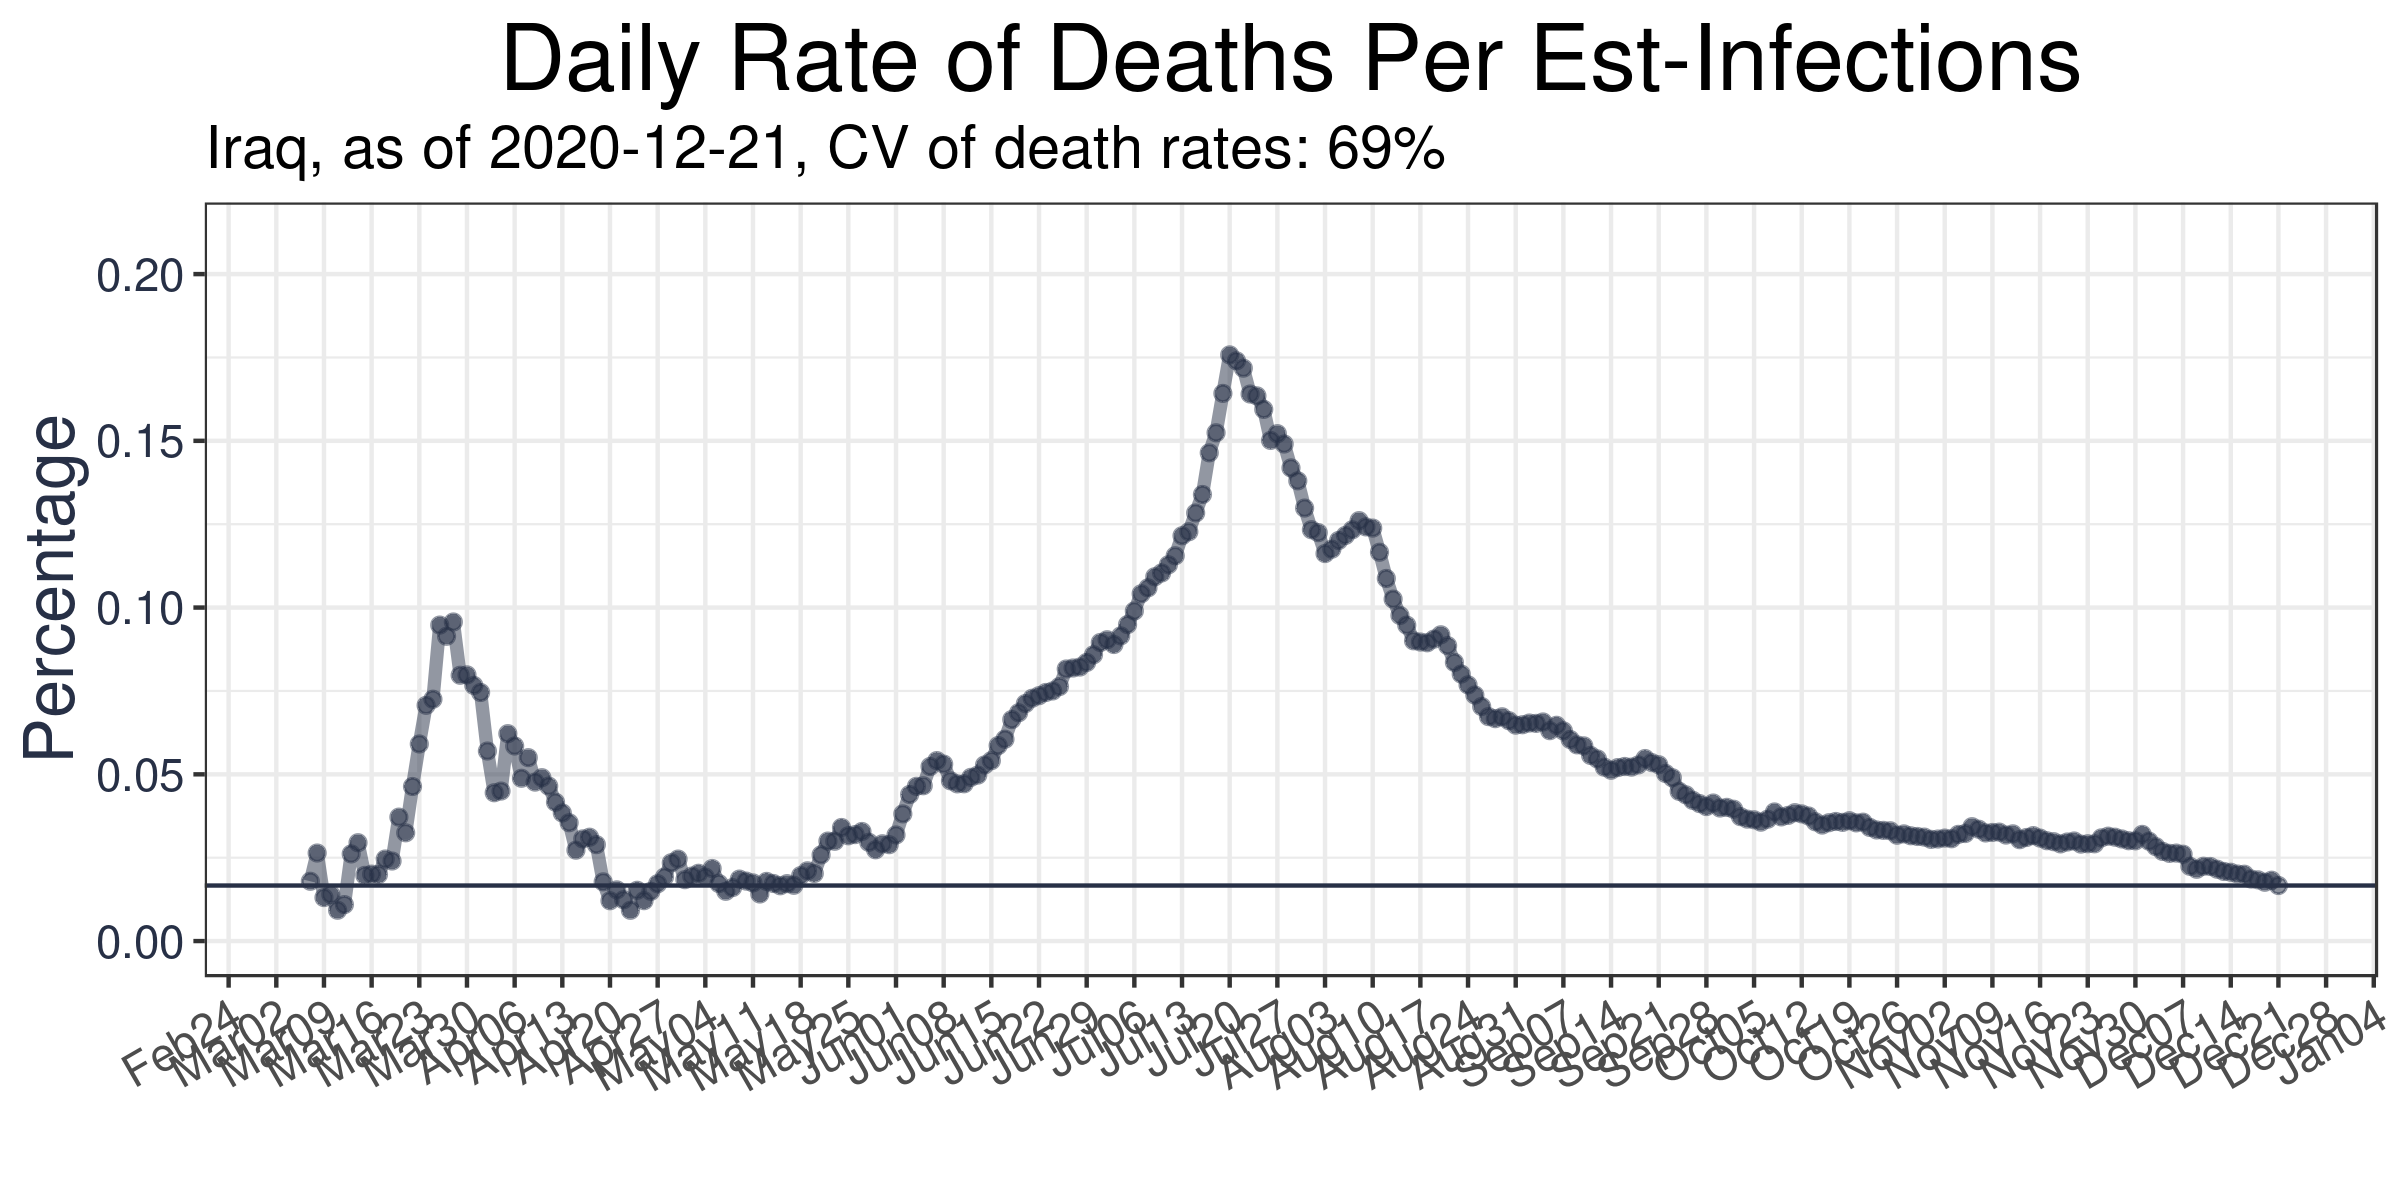 Daily Rate of Deaths Per Est-Infections
Iraq, as of 2020-12-21, CV of death rates: 69%
Percentage
0.20
0.15
0.10
0.05
0.00
Feb24
Mar02
Mar09
Mar16
Mar23
Mar30
Apr06
Apr13
Apr20
Apr27
May04
May11
May18
May25
Jun01
Jun08
Jun15
Jun22
Jun29
Jul06
Jul13
Jul20
Jul27
Aug03
Aug10
Aug17
Aug24
Aug31
Sep07
Sep14
Sep21
Sep28
Oct05
Oct12
Oct19
Oct26
Nov02
Nov09
Nov16
Nov23
Nov30
Dec07
Dec14
Dec21
Dec28
Jan04